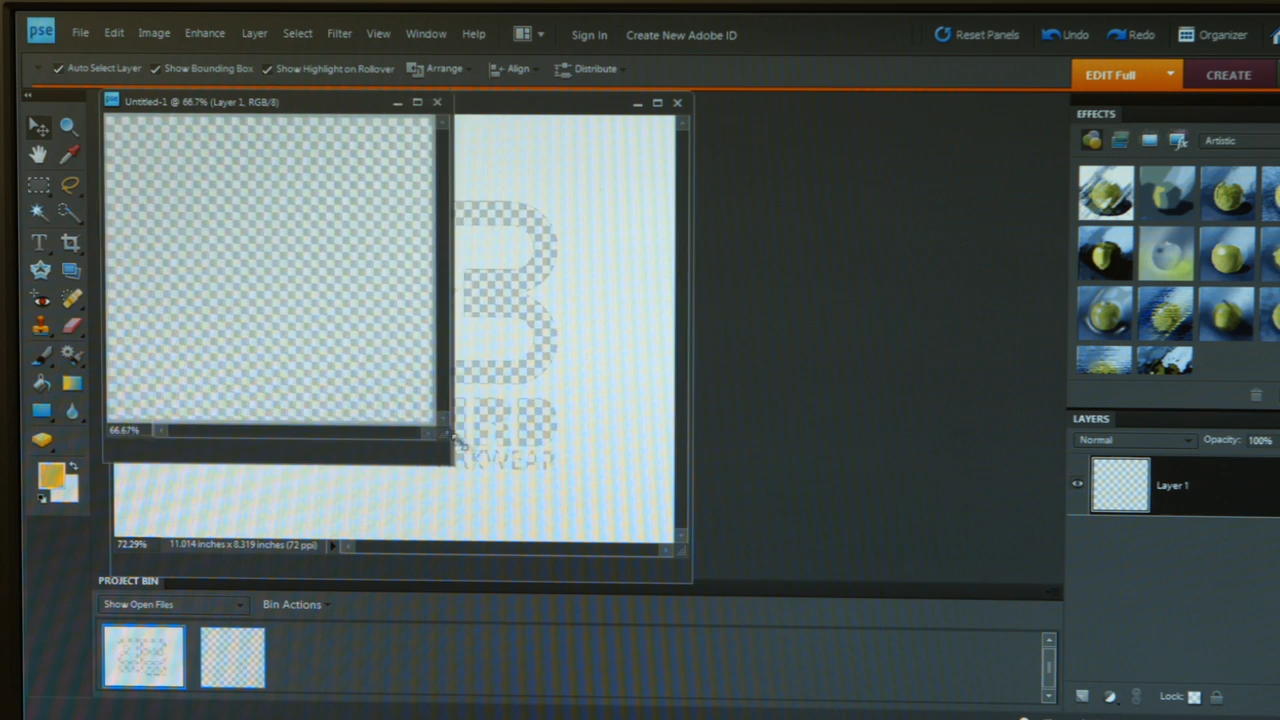 pse File Edit Image Enhance Layer Select Filter View Window Help Sign In Create New Adobe ID Reset Panels Undo Redo Organizer
Auto Select Layer Show Bounding Box Show Highlight on Rollover Arrange Align Distribute EDIT Full CREATE
Untitled-1 @ 66.7% (Layer 1, RGB/8)
EFFECTS
Artistic
T
B
66.67%
72.29% 11.014 inches x 8.319 inches (72 ppi)
LAYERS
Normal Opacity: 100%
Layer 1
PROJECT BIN
Show Open Files Bin Actions
Lock: